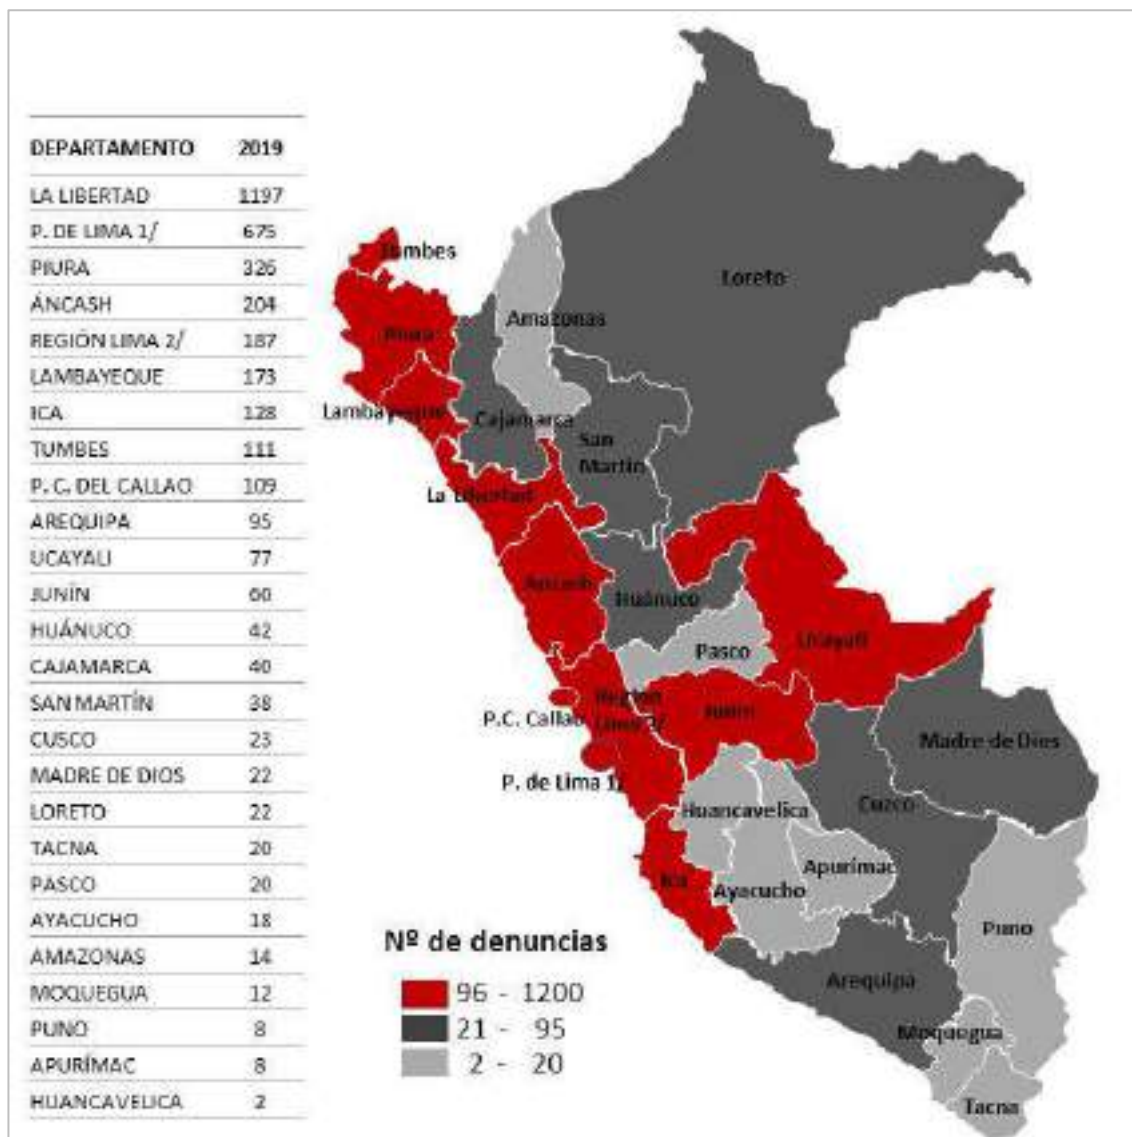 DEPARTAMENTO 2019
LA LIBERTAD 1197
P. DE LIMA 1/ 675
PIURA 326
ÁNCASH 204
REGIÓN LIMA 2/ 187
LAMBAYEQUE 173
ICA 128
TUMBES 111
P. C. DEL CALLAO 109
AREQUIPA 95
UCAYALI 77
JUNÍN 60
HUÁNUCO 42
CAJAMARCA 40
SAN MARTÍN 38
CUSCO 23
MADRE DE DIOS 22
LORETO 22
TACNA 20
PASCO 20
AYACUCHO 18
AMAZONAS 14
MOQUEGUA 12
PUNO 8
APURÍMAC 8
HUANCAVELICA 2
Tumbes
Loreto
Amazonas
Piura
Lambayeque
Cajamarca
San
Martín
La Libertad
Ancash
Huánuco
Ucayali
Pasco
Región
Lima 2/
Junín
P.C. Callao
Madre de Dios
P. de Lima 1/
Cuzco
Huancavelica
Apurímac
Ica
Ayacucho
Puno
Arequipa
Moquegua
Tacna
Nº de denuncias
96 - 1200
21 - 95
2 - 20